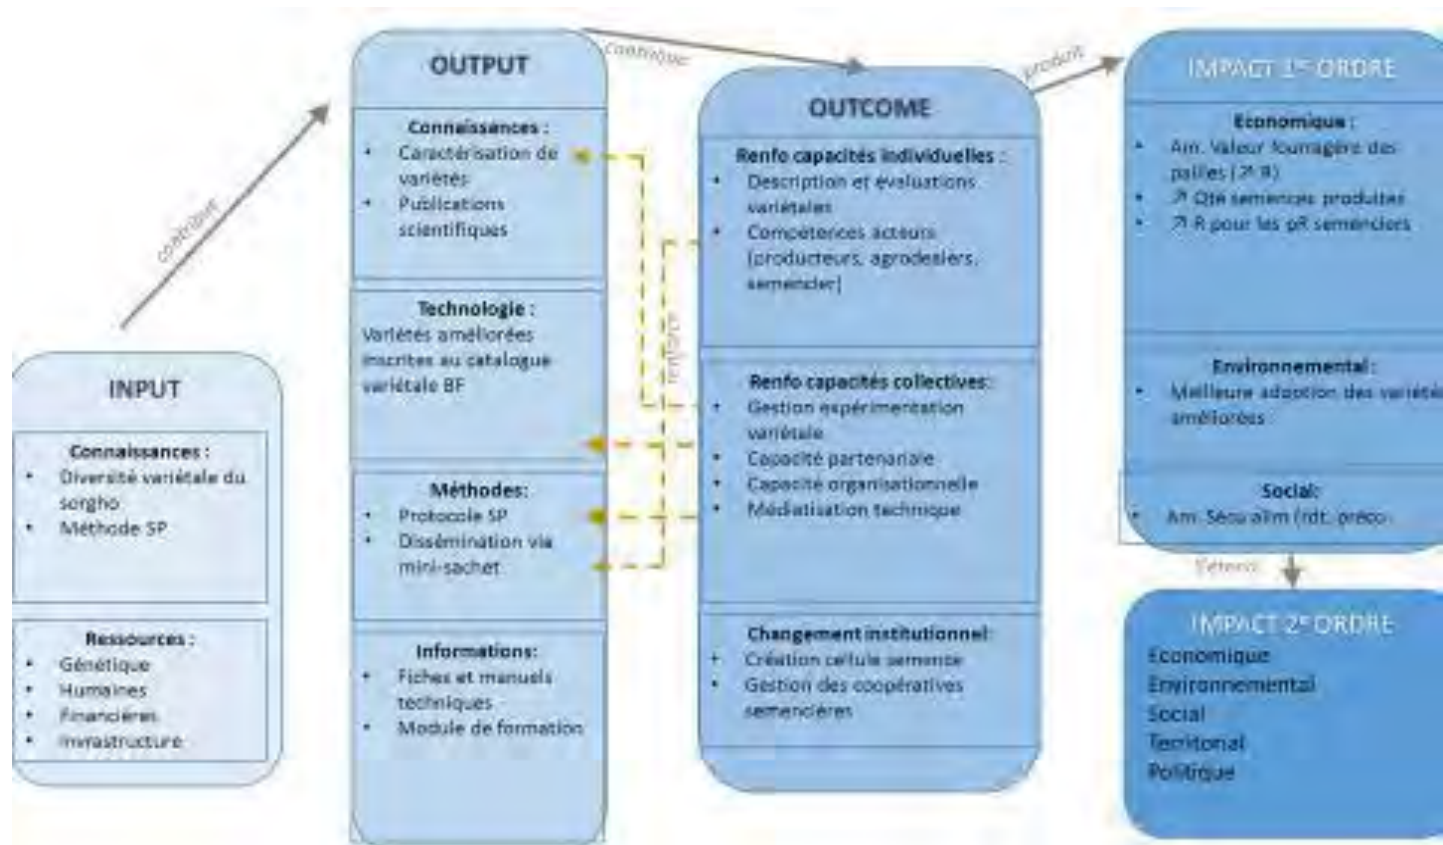 INPUT
Connaissances :
• Diversité variétale du
sorgho
• Méthode SP
Ressources :
• Génétique
• Humaines
• Financières
• Invrastructure
contribue
OUTPUT
Connaissances :
• Caractérisation de
variétés
• Publications
scientifiques
Technologie :
Variétés améliorées
inscrites au catalogue
variétale BF
Méthodes:
• Protocole SP
• Dissémination via
mini-sachet
Informations:
• Fiches et manuels
techniques
• Module de formation
contribue
renforce
OUTCOME
Renfo capacités individuelles :
• Description et évaluations
variétales
• Compétences acteurs
(producteurs, agrodealers,
semencier)
Renfo capacités collectives:
• Gestion expérimentation
variétale
• Capacité partenariale
• Capacité organisationnelle
• Médiatisation technique
Changement institutionnel:
• Création cellule semence
• Gestion des coopératives
semencières
produit
IMPACT 1er ORDRE
Economique :
• Am. Valeur fourragère des
pailles (↗ R)
• ↗ Qté semences produites
• ↗ R pour les pR semenciers
Environnemental :
• Meilleure adoption des variétés
améliorées
Social:
• Am. Sécu alim (rdt, préco
S'étend
IMPACT 2e ORDRE
Economique
Environnemental
Social
Territorial
Politique